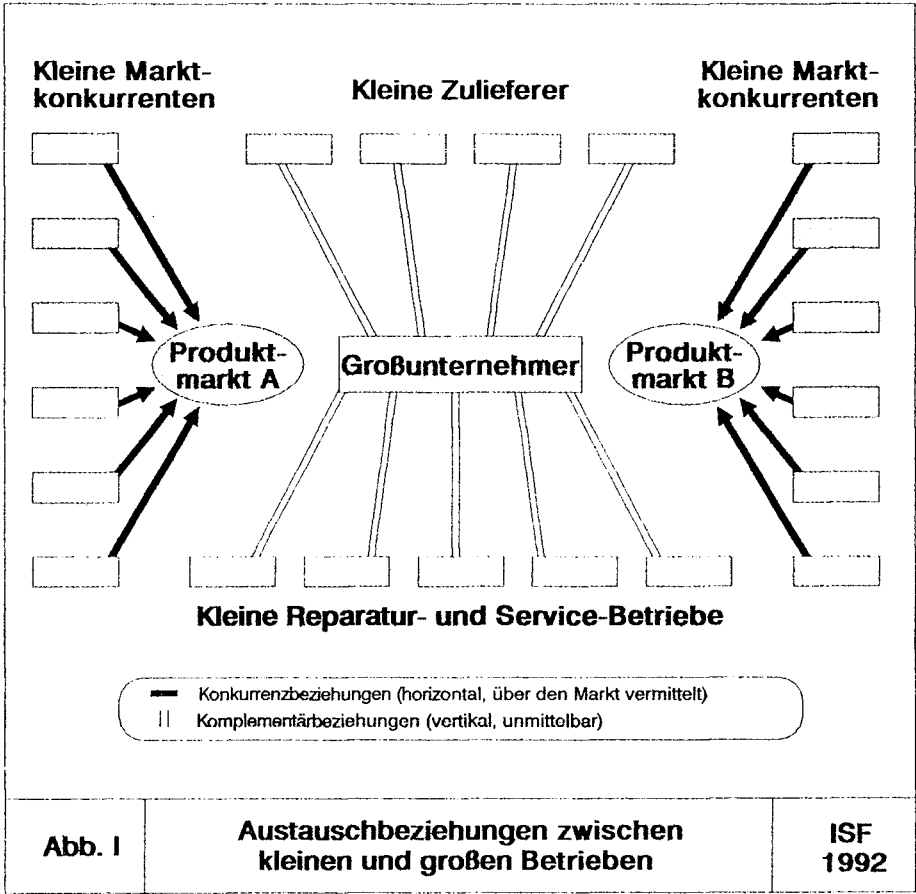 Kleine Markt-
konkurrenten
Kleine Zulieferer
Kleine Markt-
konkurrenten
Produkt-
markt A
Großunternehmer
Produkt-
markt B
Kleine Reparatur- und Service-Betriebe
Konkurrenzbeziehungen (horizontal, über den Markt vermittelt)
Komplementärbeziehungen (vertikal, unmittelbar)
Abb. I
Austauschbeziehungen zwischen
kleinen und großen Betrieben
ISF
1992